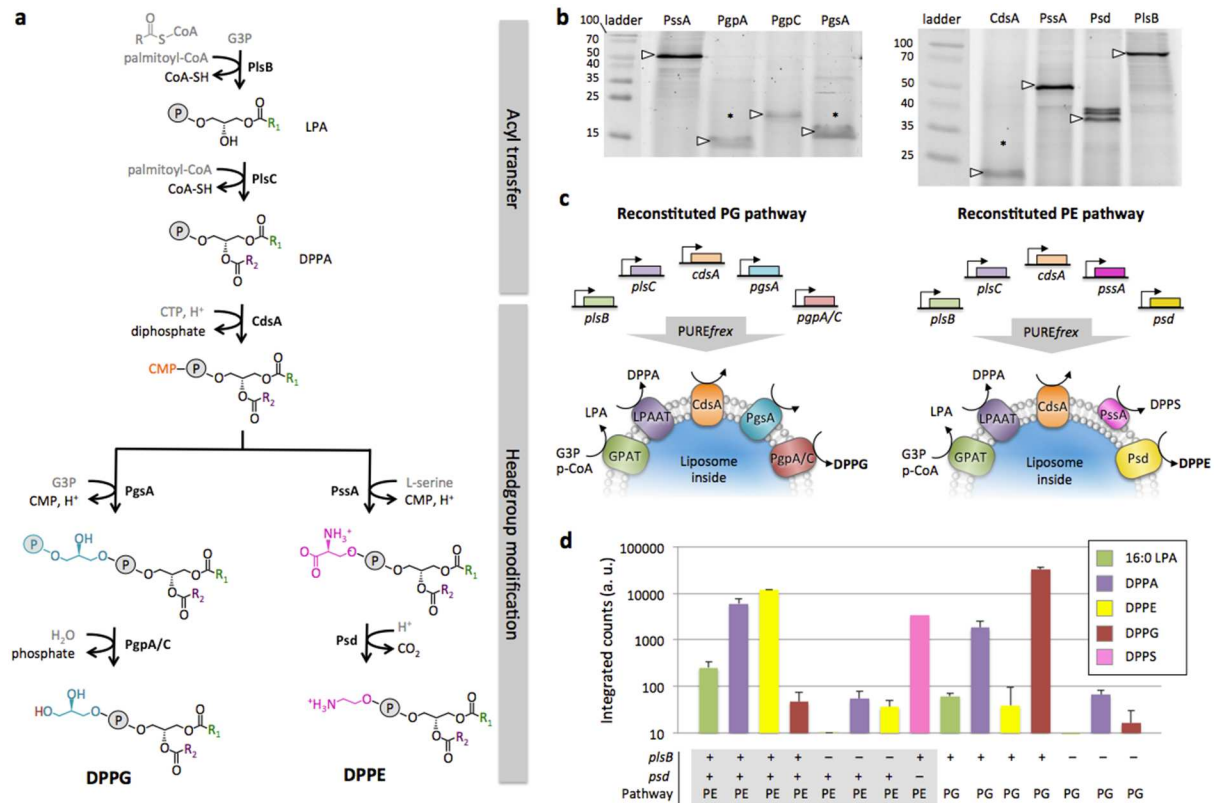 a
R O S CoA
G3P
palmitoyl-CoA
CoA-SH
PlsB
P O O O R1
OH
LPA
palmitoyl-CoA
CoA-SH
PlsC
P O O O R1
O R2
O
DPPA
CTP, H+
diphosphate
CdsA
CMP P O O O R1
O R2
O
G3P
CMP, H+
PgsA
PssA
L-serine
CMP, H+
P O OH O P O O O R1
O R2
O
NH3+
O O- O P O O O R1
O R2
O
H2O
phosphate
PgpA/C
Psd
H+
CO2
HO OH O P O O O R1
O R2
O
+H3N O P O O O R1
O R2
O
DPPG
DPPE
Acyl transfer
Headgroup modification
b
ladder PssA PgpA PgpC PgsA
100
70
50
40
35
25
15
* *
ladder CdsA PssA Psd PlsB
100
70
50
40
35
25
*
c
Reconstituted PG pathway
plsB plsC cdsA pgsA pgpA/C
PUREfrex
G3P
p-CoA
LPA
DPPA
GPAT LPAAT CdsA PgsA PgpA/C
DPPG
Liposome
inside
Reconstituted PE pathway
plsB plsC cdsA pssA psd
PUREfrex
G3P
p-CoA
LPA
DPPA
GPAT LPAAT CdsA PssA Psd
DPPS
DPPE
Liposome
inside
d
Integrated counts (a. u.)
100000
10000
1000
100
10
16:0 LPA
DPPA
DPPE
DPPG
DPPS
plsB + + + + – – – + + + + + – – –
psd + + + + + + + –
Pathway PE PE PE PE PE PE PE PE PG PG PG PG PG PG PG